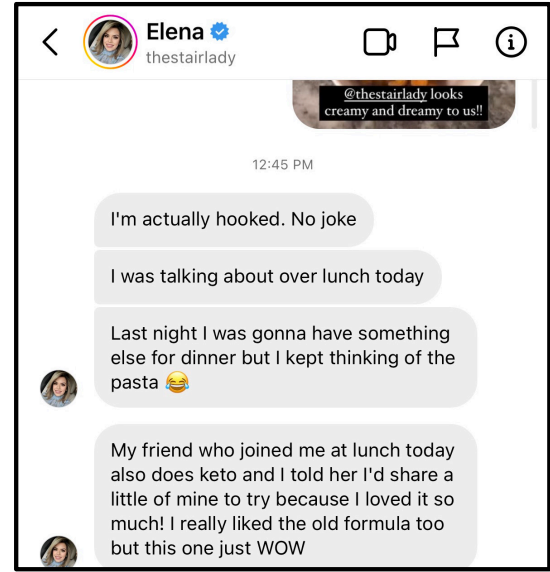 Elena
thestairlady
@thestairlady looks
creamy and dreamy to us!!
12:45 PM
I'm actually hooked. No joke
I was talking about over lunch today
Last night I was gonna have something
else for dinner but I kept thinking of the
pasta 😂
My friend who joined me at lunch today
also does keto and I told her I'd share a
little of mine to try because I loved it so
much! I really liked the old formula too
but this one just WOW